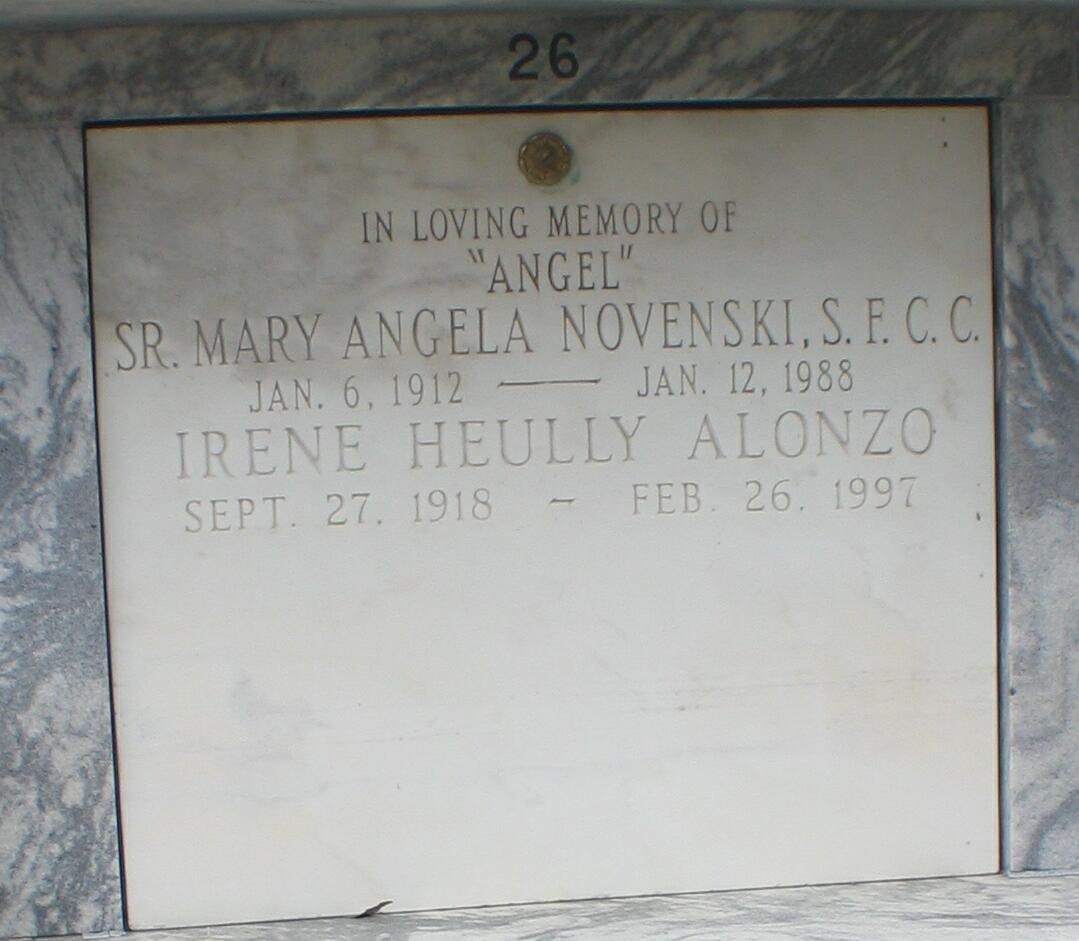 26
IN LOVING MEMORY OF
"ANGEL"
SR. MARY ANGELA NOVENSKI, S. F. C. C.
JAN. 6, 1912 — JAN. 12, 1988
IRENE HEULLY ALONZO
SEPT. 27. 1918 - FEB. 26. 1997